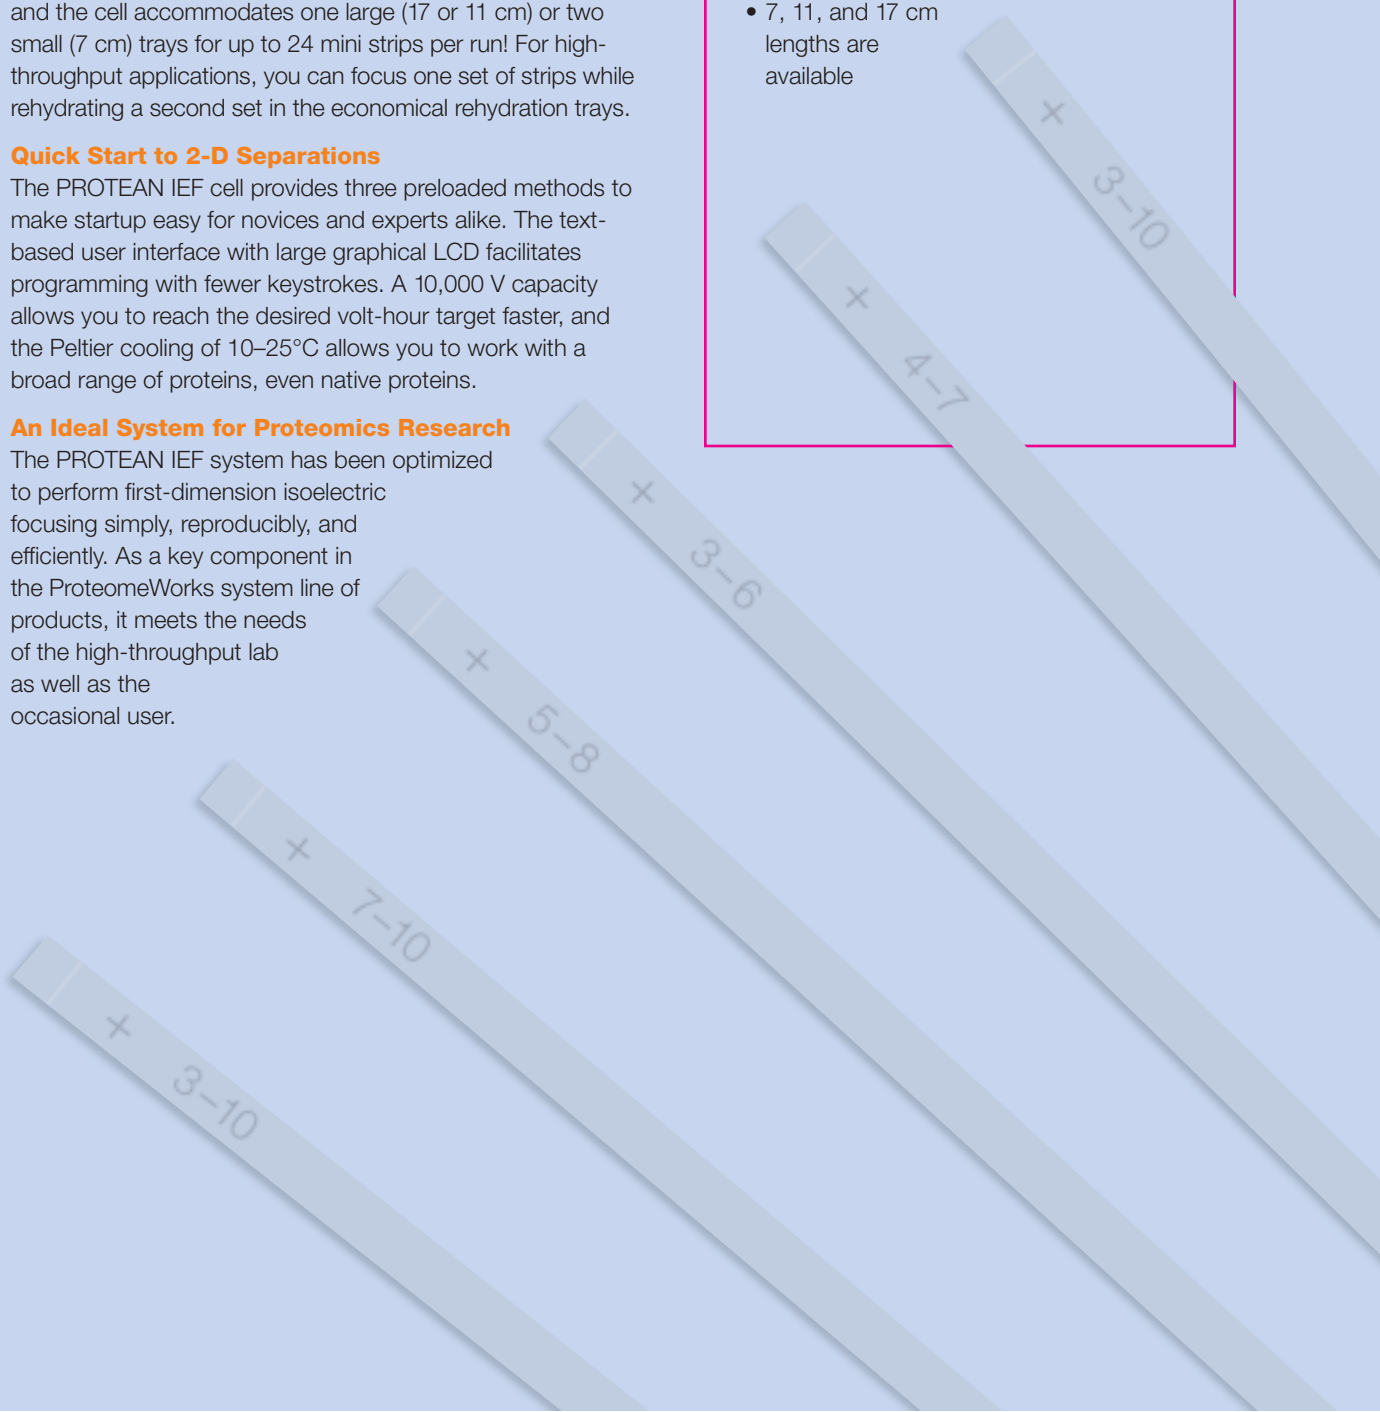 and the cell accommodates one large (17 or 11 cm) or two
small (7 cm) trays for up to 24 mini strips per run! For high-
throughput applications, you can focus one set of strips while
rehydrating a second set in the economical rehydration trays.
Quick Start to 2-D Separations
The PROTEAN IEF cell provides three preloaded methods to
make startup easy for novices and experts alike. The text-
based user interface with large graphical LCD facilitates
programming with fewer keystrokes. A 10,000 V capacity
allows you to reach the desired volt-hour target faster, and
the Peltier cooling of 10–25°C allows you to work with a
broad range of proteins, even native proteins.
An Ideal System for Proteomics Research
The PROTEAN IEF system has been optimized
to perform first-dimension isoelectric
focusing simply, reproducibly, and
efficiently. As a key component in
the ProteomeWorks system line of
products, it meets the needs
of the high-throughput lab
as well as the
occasional user.
• 7, 11, and 17 cm
lengths are
available
+ 3–10
+ 4–7
+ 3–6
+ 5–8
+ 7–10
+ 3–10